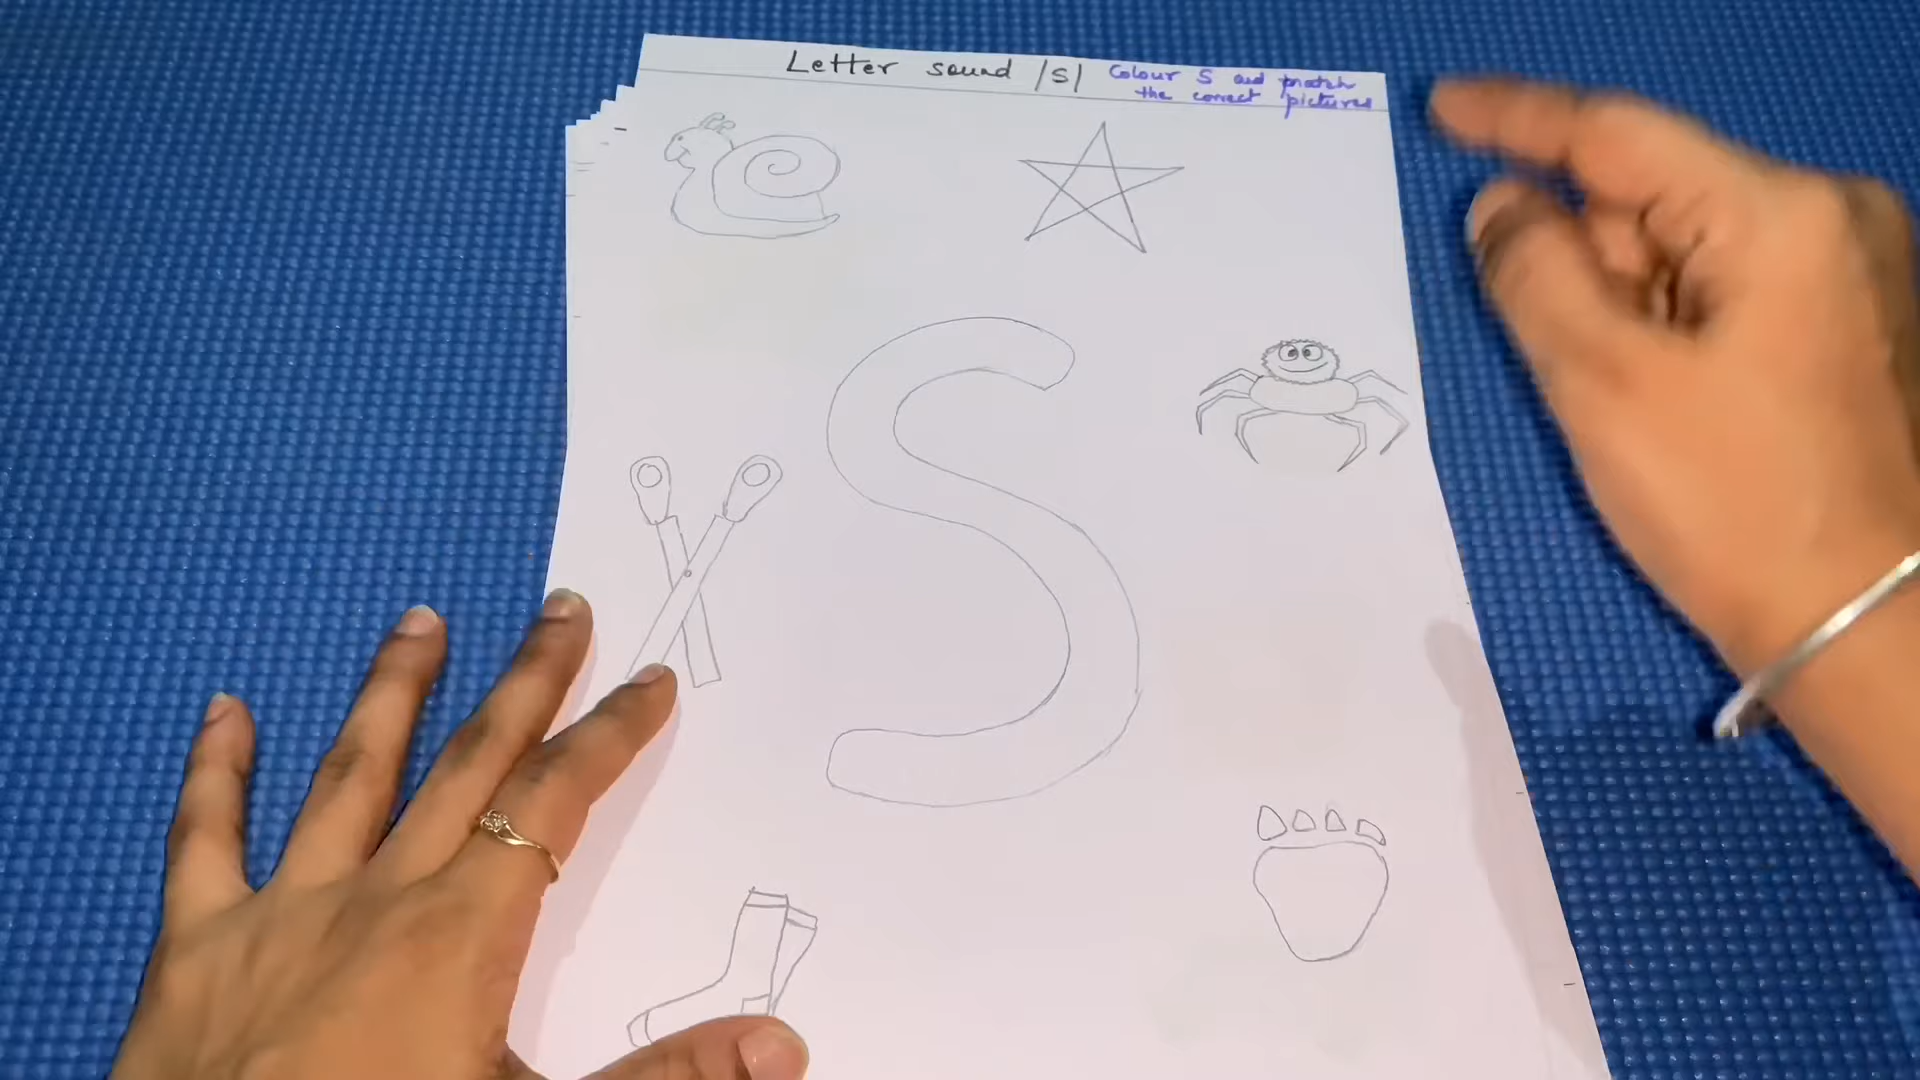 Letter sound /s/
Colour S and match
the correct pictures
S